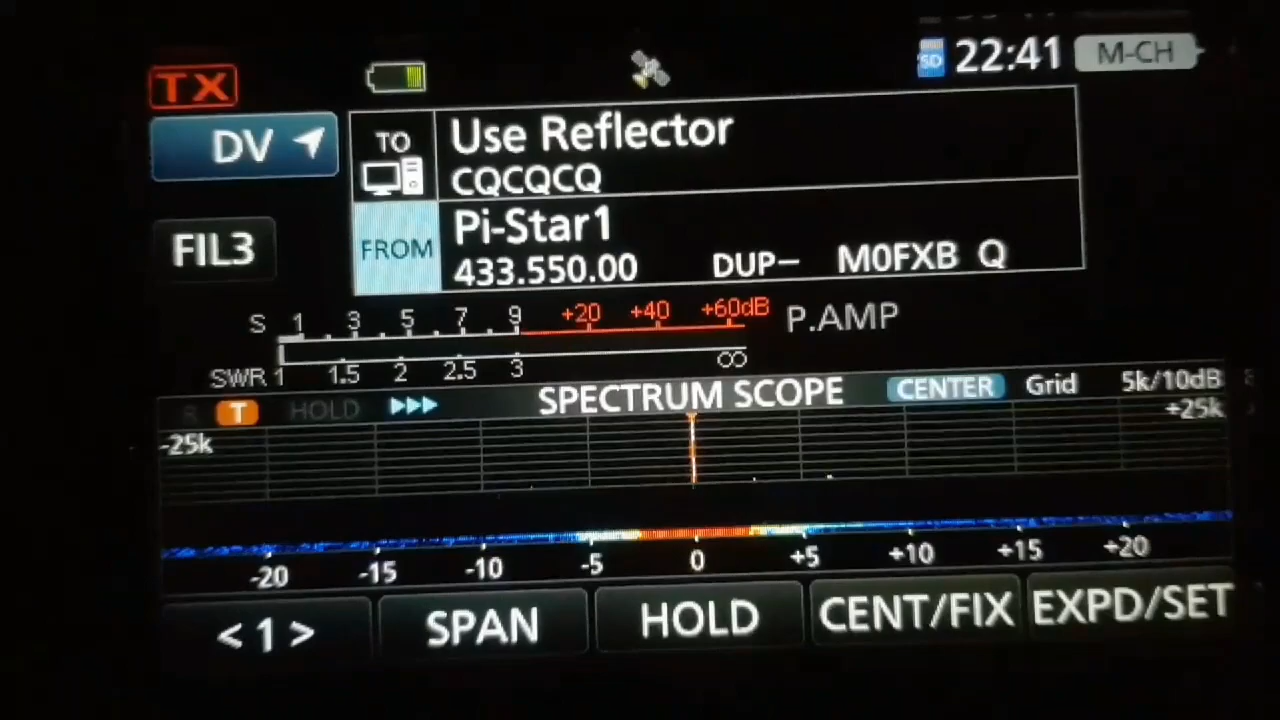 TX
SD 22:41 M-CH
DV
TO Use Reflector
CQCQCQ
FIL3
FROM Pi-Star1
433.550.00 DUP– M0FXB Q
S 1 3 5 7 9 +20 +40 +60dB P.AMP
SWR 1 1.5 2 2.5 3 ∞
T HOLD SPECTRUM SCOPE CENTER Grid 5k/10dB
-25k +25k
-20 -15 -10 -5 0 +5 +10 +15 +20
< 1 > SPAN HOLD CENT/FIX EXPD/SET